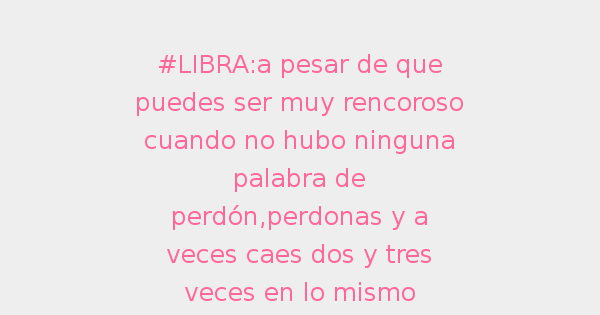 #LIBRA:a pesar de que
puedes ser muy rencoroso
cuando no hubo ninguna
palabra de
perdón,perdonas y a
veces caes dos y tres
veces en lo mismo